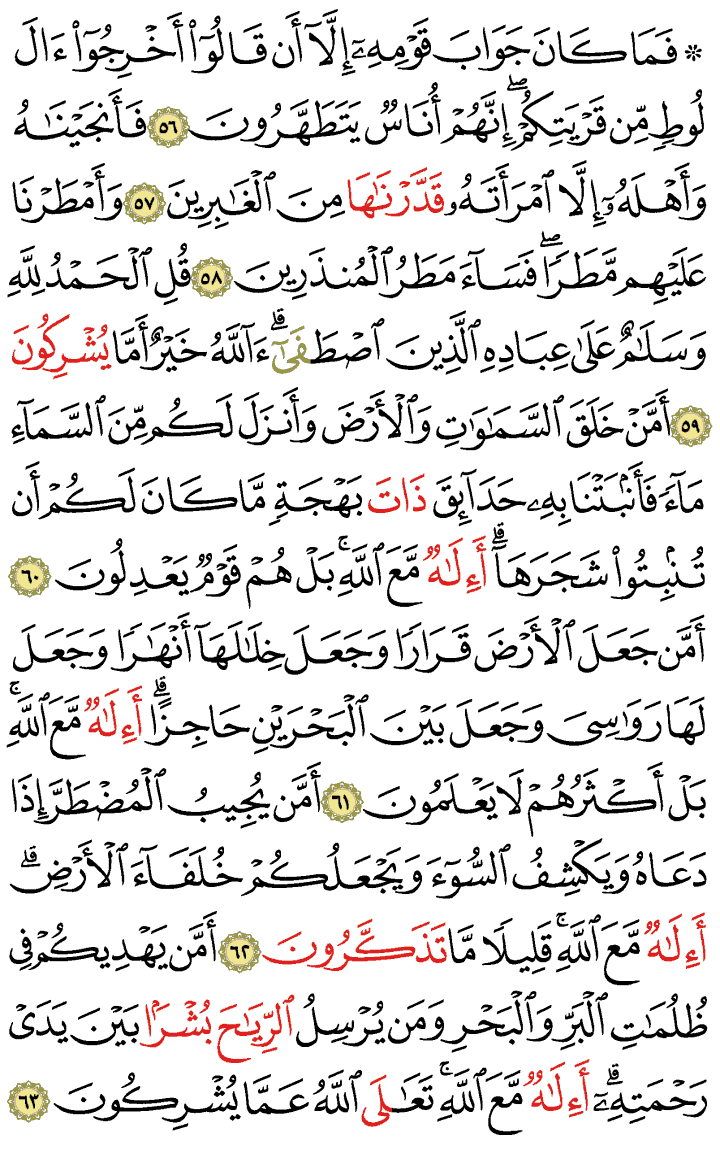 ۞ فَمَا كَانَ جَوَابَ قَوْمِهِۦٓ إِلَّآ أَن قَالُوٓا۟ أَخْرِجُوٓا۟ ءَالَ
لُوطٍ مِّن قَرْيَتِكُمْ ۖ إِنَّهُمْ أُنَاسٌ يَتَطَهَّرُونَ ٥٦ فَأَنجَيْنَٰهُ
وَأَهْلَهُۥٓ إِلَّا ٱمْرَأَتَهُۥ قَدَّرْنَٰهَا مِنَ ٱلْغَٰبِرِينَ ٥٧ وَأَمْطَرْنَا
عَلَيْهِم مَّطَرًا ۖ فَسَآءَ مَطَرُ ٱلْمُنذَرِينَ ٥٨ قُلِ ٱلْحَمْدُ لِلَّهِ
وَسَلَٰمٌ عَلَىٰ عِبَادِهِ ٱلَّذِينَ ٱصْطَفَىٰٓ ۗ ءَآللَّهُ خَيْرٌ أَمَّا يُشْرِكُونَ
٥٩ أَمَّنْ خَلَقَ ٱلسَّمَٰوَٰتِ وَٱلْأَرْضَ وَأَنزَلَ لَكُم مِّنَ ٱلسَّمَآءِ
مَآءً فَأَنۢبَتْنَا بِهِۦ حَدَآئِقَ ذَاتَ بَهْجَةٍ مَّا كَانَ لَكُمْ أَن
تُنۢبِتُوا۟ شَجَرَهَآ ۗ أَءِلَٰهٌ مَّعَ ٱللَّهِ ۚ بَلْ هُمْ قَوْمٌ يَعْدِلُونَ ٦٠
أَمَّن جَعَلَ ٱلْأَرْضَ قَرَارًا وَجَعَلَ خِلَٰلَهَآ أَنْهَٰرًا وَجَعَلَ
لَهَا رَوَٰسِىَ وَجَعَلَ بَيْنَ ٱلْبَحْرَيْنِ حَاجِزًا ۗ أَءِلَٰهٌ مَّعَ ٱللَّهِ ۚ
بَلْ أَكْثَرُهُمْ لَا يَعْلَمُونَ ٦١ أَمَّن يُجِيبُ ٱلْمُضْطَرَّ إِذَا
دَعَاهُ وَيَكْشِفُ ٱلسُّوٓءَ وَيَجْعَلُكُمْ خُلَفَآءَ ٱلْأَرْضِ ۗ
أَءِلَٰهٌ مَّعَ ٱللَّهِ ۚ قَلِيلًا مَّا تَذَكَّرُونَ ٦٢ أَمَّن يَهْدِيكُمْ فِى
ظُلُمَٰتِ ٱلْبَرِّ وَٱلْبَحْرِ وَمَن يُرْسِلُ ٱلرِّيَٰحَ بُشْرًۢا بَيْنَ يَدَىْ
رَحْمَتِهِۦٓ ۗ أَءِلَٰهٌ مَّعَ ٱللَّهِ ۚ تَعَٰلَى ٱللَّهُ عَمَّا يُشْرِكُونَ ٦٣